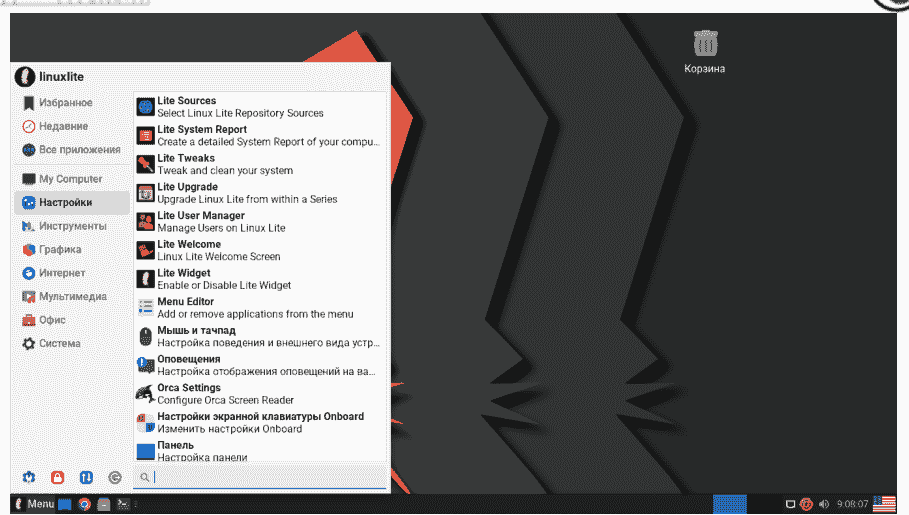 linuxlite
Избранное
Недавние
Все приложения
My Computer
Настройки
Инструменты
Графика
Интернет
Мультимедиа
Офис
Система
Lite Sources
Select Linux Lite Repository Sources
Lite System Report
Create a detailed System Report of your compu...
Lite Tweaks
Tweak and clean your system
Lite Upgrade
Upgrade Linux Lite from within a Series
Lite User Manager
Manage Users on Linux Lite
Lite Welcome
Linux Lite Welcome Screen
Lite Widget
Enable or Disable Lite Widget
Menu Editor
Add or remove applications from the menu
Мышь и тачпад
Настройка поведения и внешнего вида устр...
Оповещения
Настройка отображения оповещений на ва...
Orca Settings
Configure Orca Screen Reader
Настройки экранной клавиатуры Onboard
Изменить настройки Onboard
Панель
Настройка панели
Корзина
Menu
9:08:07